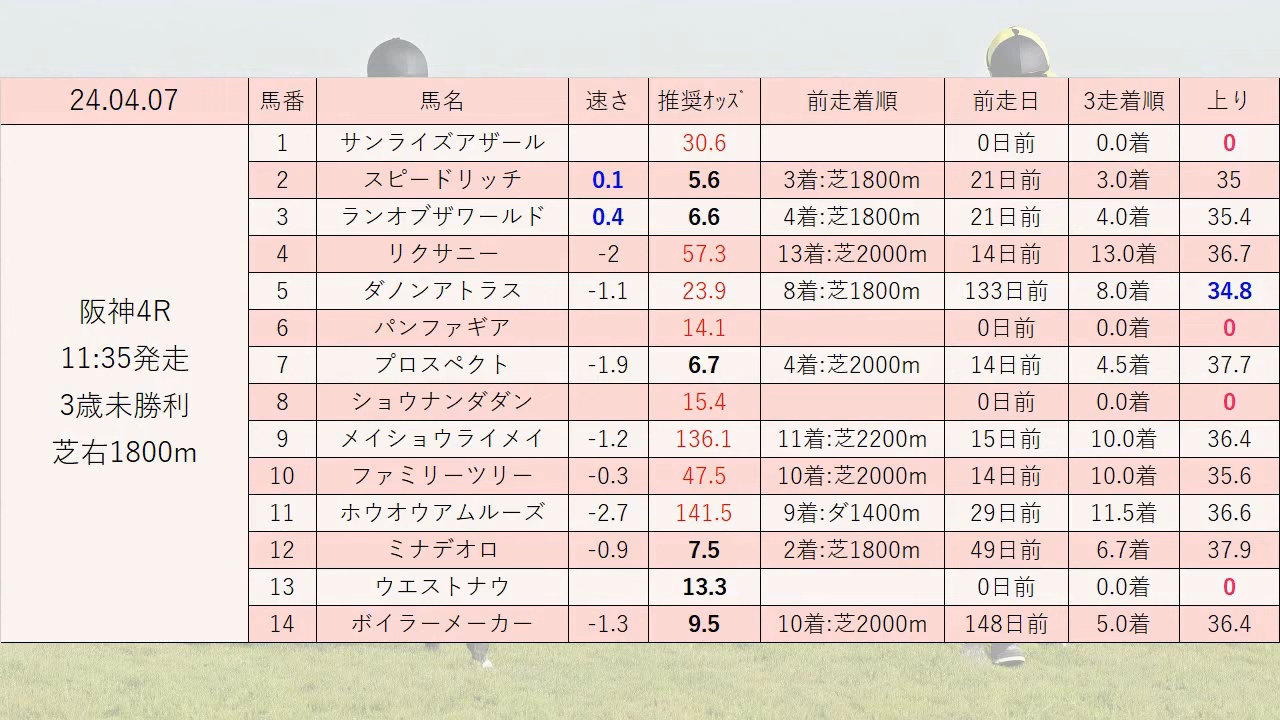 24.04.07 馬番 馬名 速さ 推奨ｵｯｽﾞ 前走着順 前走日 3走着順 上り
阪神4R
11:35発走
3歳未勝利
芝右1800m
1 サンライズアザール 30.6 0日前 0.0着 0
2 スピードリッチ 0.1 5.6 3着:芝1800m 21日前 3.0着 35
3 ランオブザワールド 0.4 6.6 4着:芝1800m 21日前 4.0着 35.4
4 リクサニー -2 57.3 13着:芝2000m 14日前 13.0着 36.7
5 ダノンアトラス -1.1 23.9 8着:芝1800m 133日前 8.0着 34.8
6 パンファギア 14.1 0日前 0.0着 0
7 プロスペクト -1.9 6.7 4着:芝2000m 14日前 4.5着 37.7
8 ショウナンダダン 15.4 0日前 0.0着 0
9 メイショウライメイ -1.2 136.1 11着:芝2200m 15日前 10.0着 36.4
10 ファミリーツリー -0.3 47.5 10着:芝2000m 14日前 10.0着 35.6
11 ホウオウアムルーズ -2.7 141.5 9着:ダ1400m 29日前 11.5着 36.6
12 ミナデオロ -0.9 7.5 2着:芝1800m 49日前 6.7着 37.9
13 ウエストナウ 13.3 0日前 0.0着 0
14 ボイラーメーカー -1.3 9.5 10着:芝2000m 148日前 5.0着 36.4